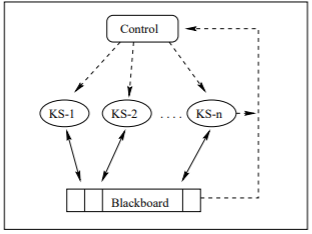 Control
KS-1 KS-2 .... KS-n
Blackboard